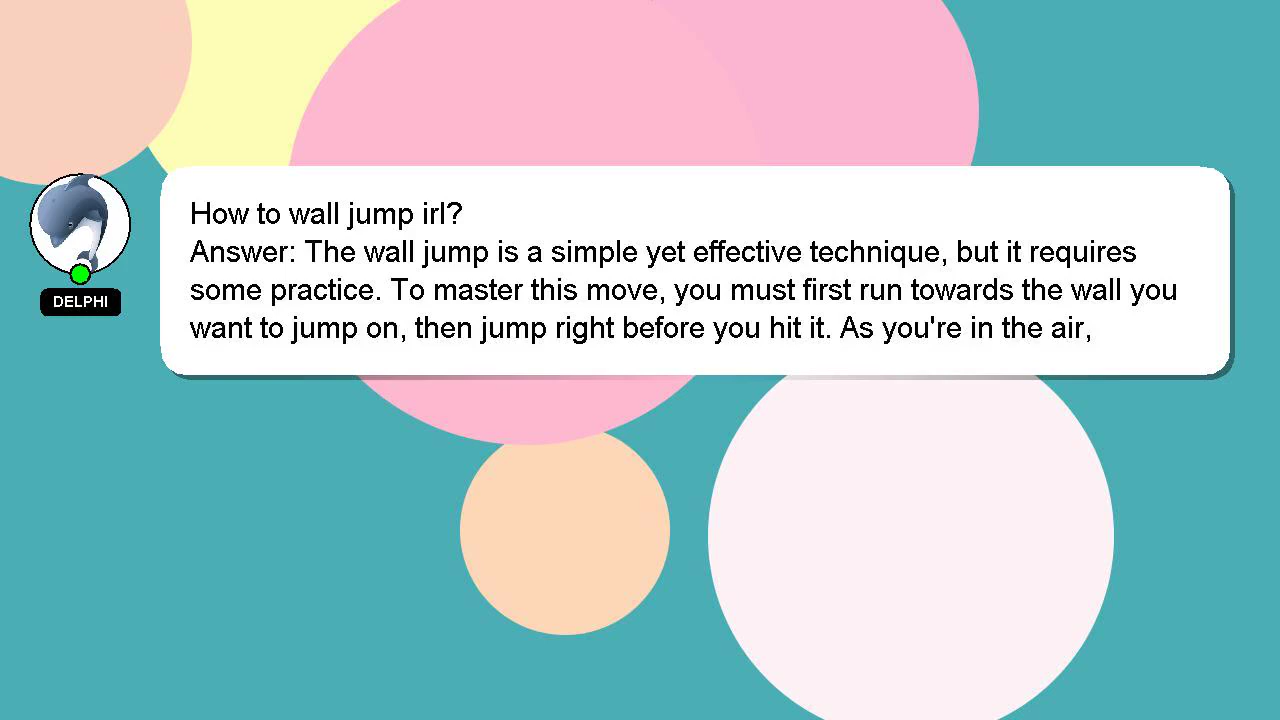 How to wall jump irl?
Answer: The wall jump is a simple yet effective technique, but it requires
some practice. To master this move, you must first run towards the wall you
want to jump on, then jump right before you hit it. As you're in the air,
DELPHI